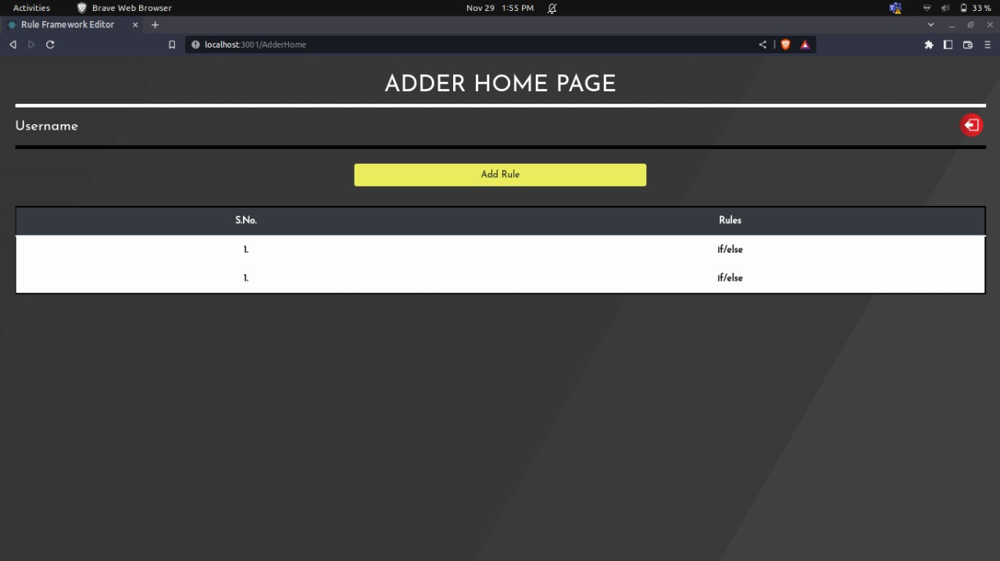 Activities Brave Web Browser Nov 29 1:55 PM 33 %
Rule Framework Editor
localhost:3001/AdderHome
ADDER HOME PAGE
Username
Add Rule
S.No. Rules
1. if/else
1. if/else